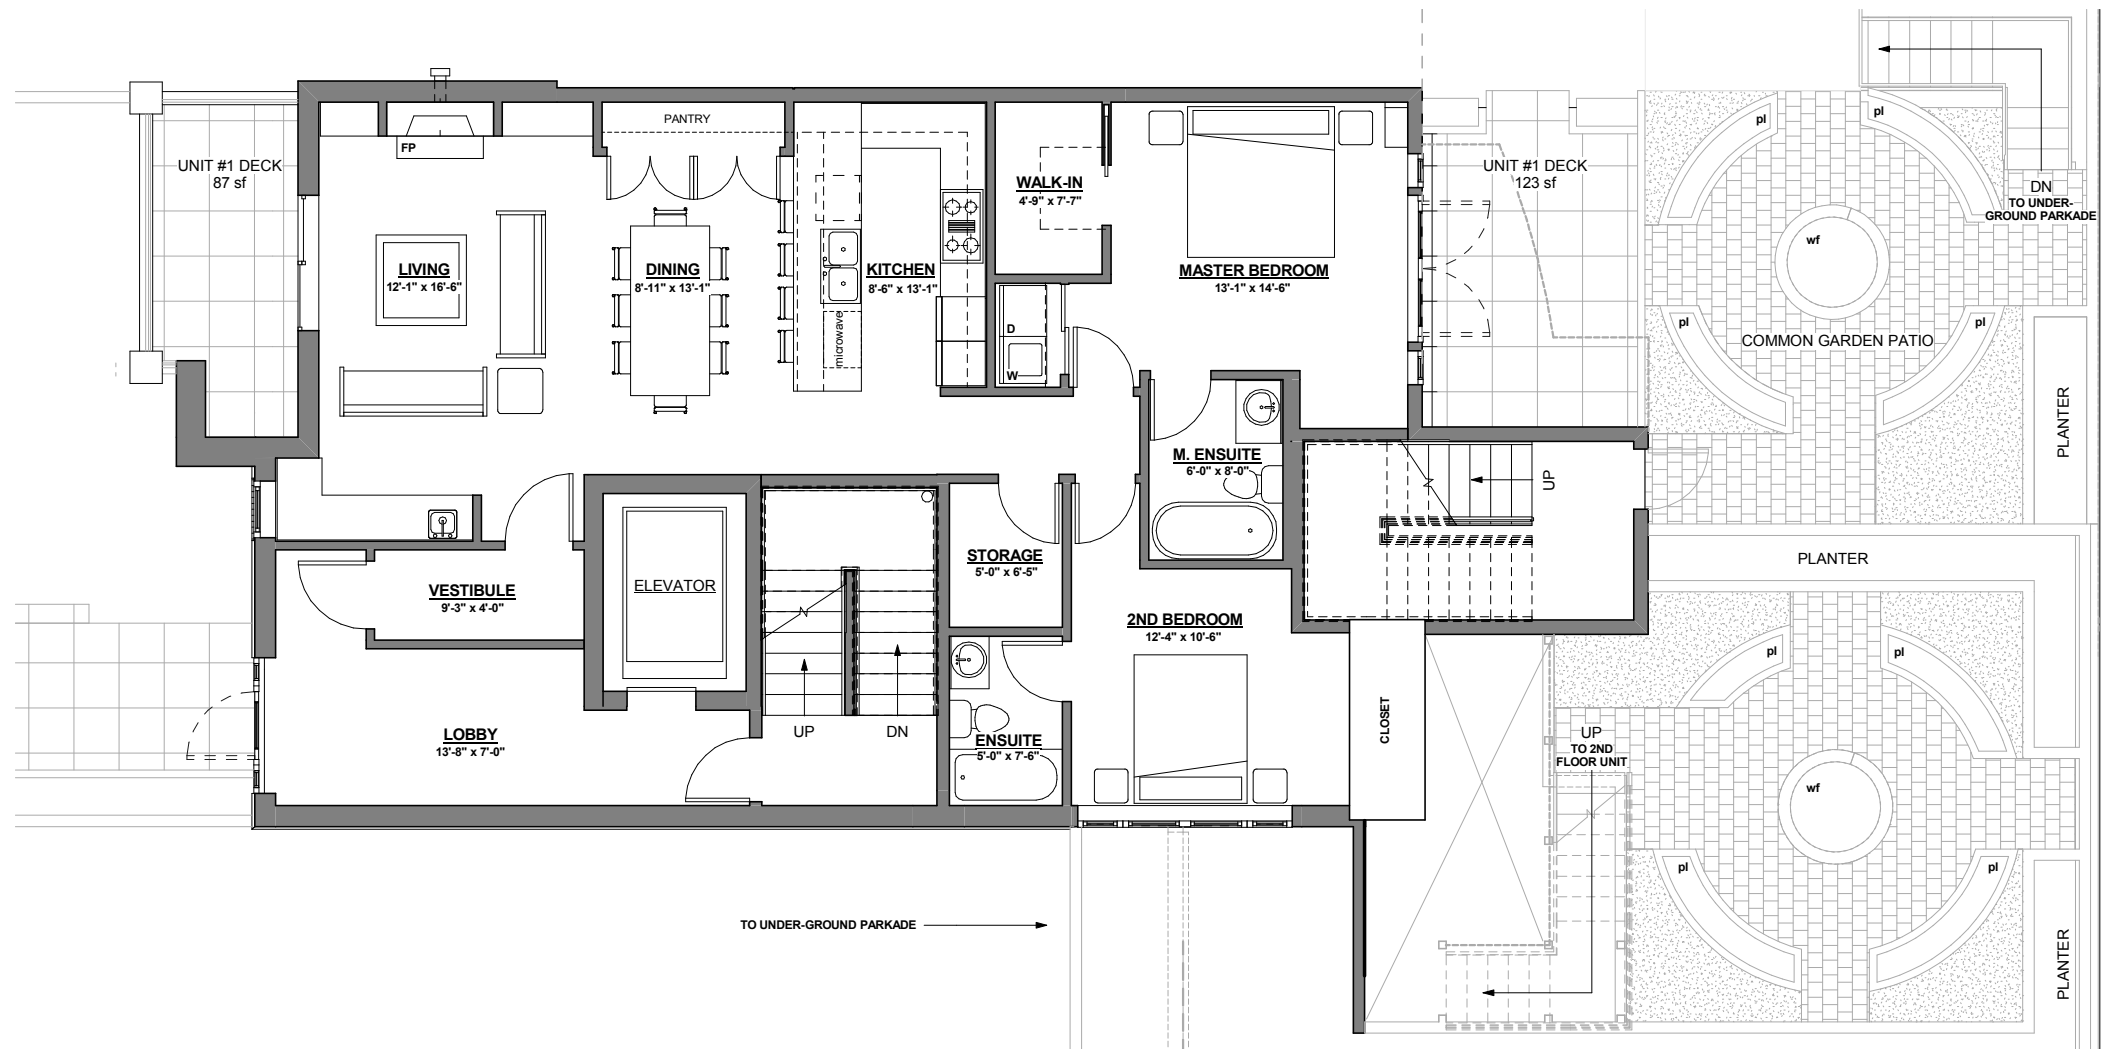 UNIT #1 DECK
87 sf
FP
PANTRY
LIVING
12'-1" x 16'-6"
DINING
8'-11" x 13'-1"
KITCHEN
8'-6" x 13'-1"
microwave
WALK-IN
4'-9" x 7'-7"
D
W
MASTER BEDROOM
13'-1" x 14'-6"
UNIT #1 DECK
123 sf
pl
pl
wf
DN
TO UNDER-
GROUND PARKADE
pl
pl
COMMON GARDEN PATIO
PLANTER
M. ENSUITE
6'-0" x 8'-0"
UP
VESTIBULE
9'-3" x 4'-0"
ELEVATOR
STORAGE
5'-0" x 6'-5"
2ND BEDROOM
12'-4" x 10'-6"
PLANTER
LOBBY
13'-8" x 7'-0"
UP
DN
ENSUITE
5'-0" x 7'-6"
CLOSET
UP
TO 2ND
FLOOR UNIT
pl
pl
wf
pl
pl
PLANTER
TO UNDER-GROUND PARKADE